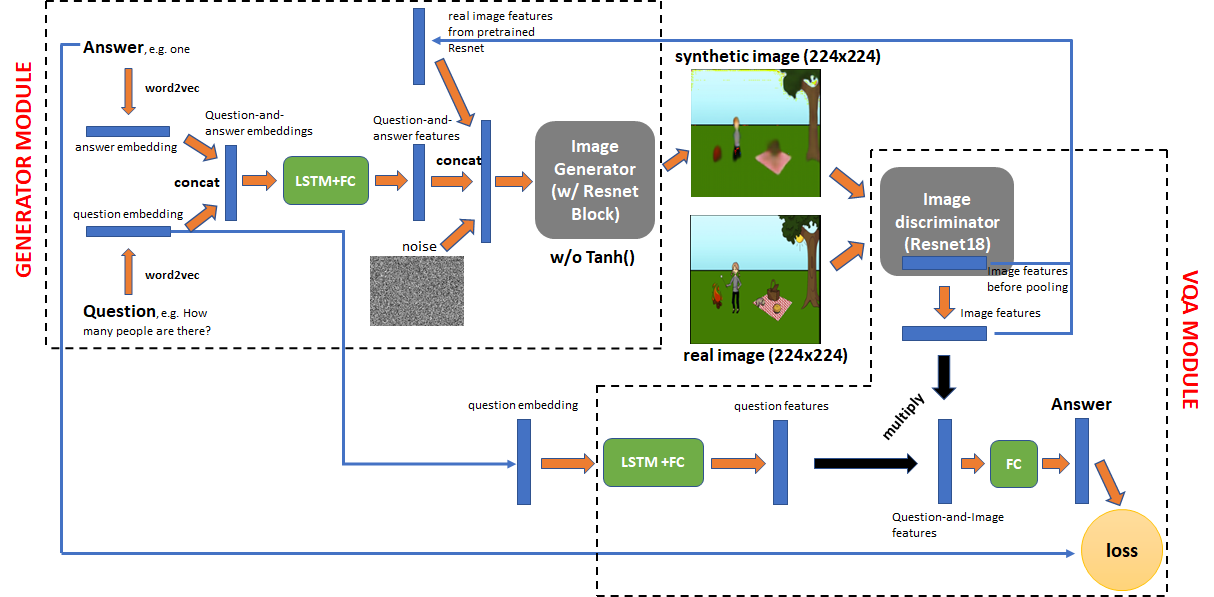 GENERATOR MODULE
Answer, e.g. one
word2vec
answer embedding
Question-and-
answer embeddings
concat
question embedding
word2vec
Question, e.g. How
many people are there?
LSTM+FC
real image features
from pretrained
Resnet
Question-and-
answer features
concat
noise
Image
Generator
(w/ Resnet
Block)
w/o Tanh()
synthetic image (224x224)
real image (224x224)
Image
discriminator
(Resnet18)
Image features
before pooling
Image features
VQA MODULE
question embedding
LSTM +FC
question features
multiply
Question-and-Image
features
FC
Answer
loss